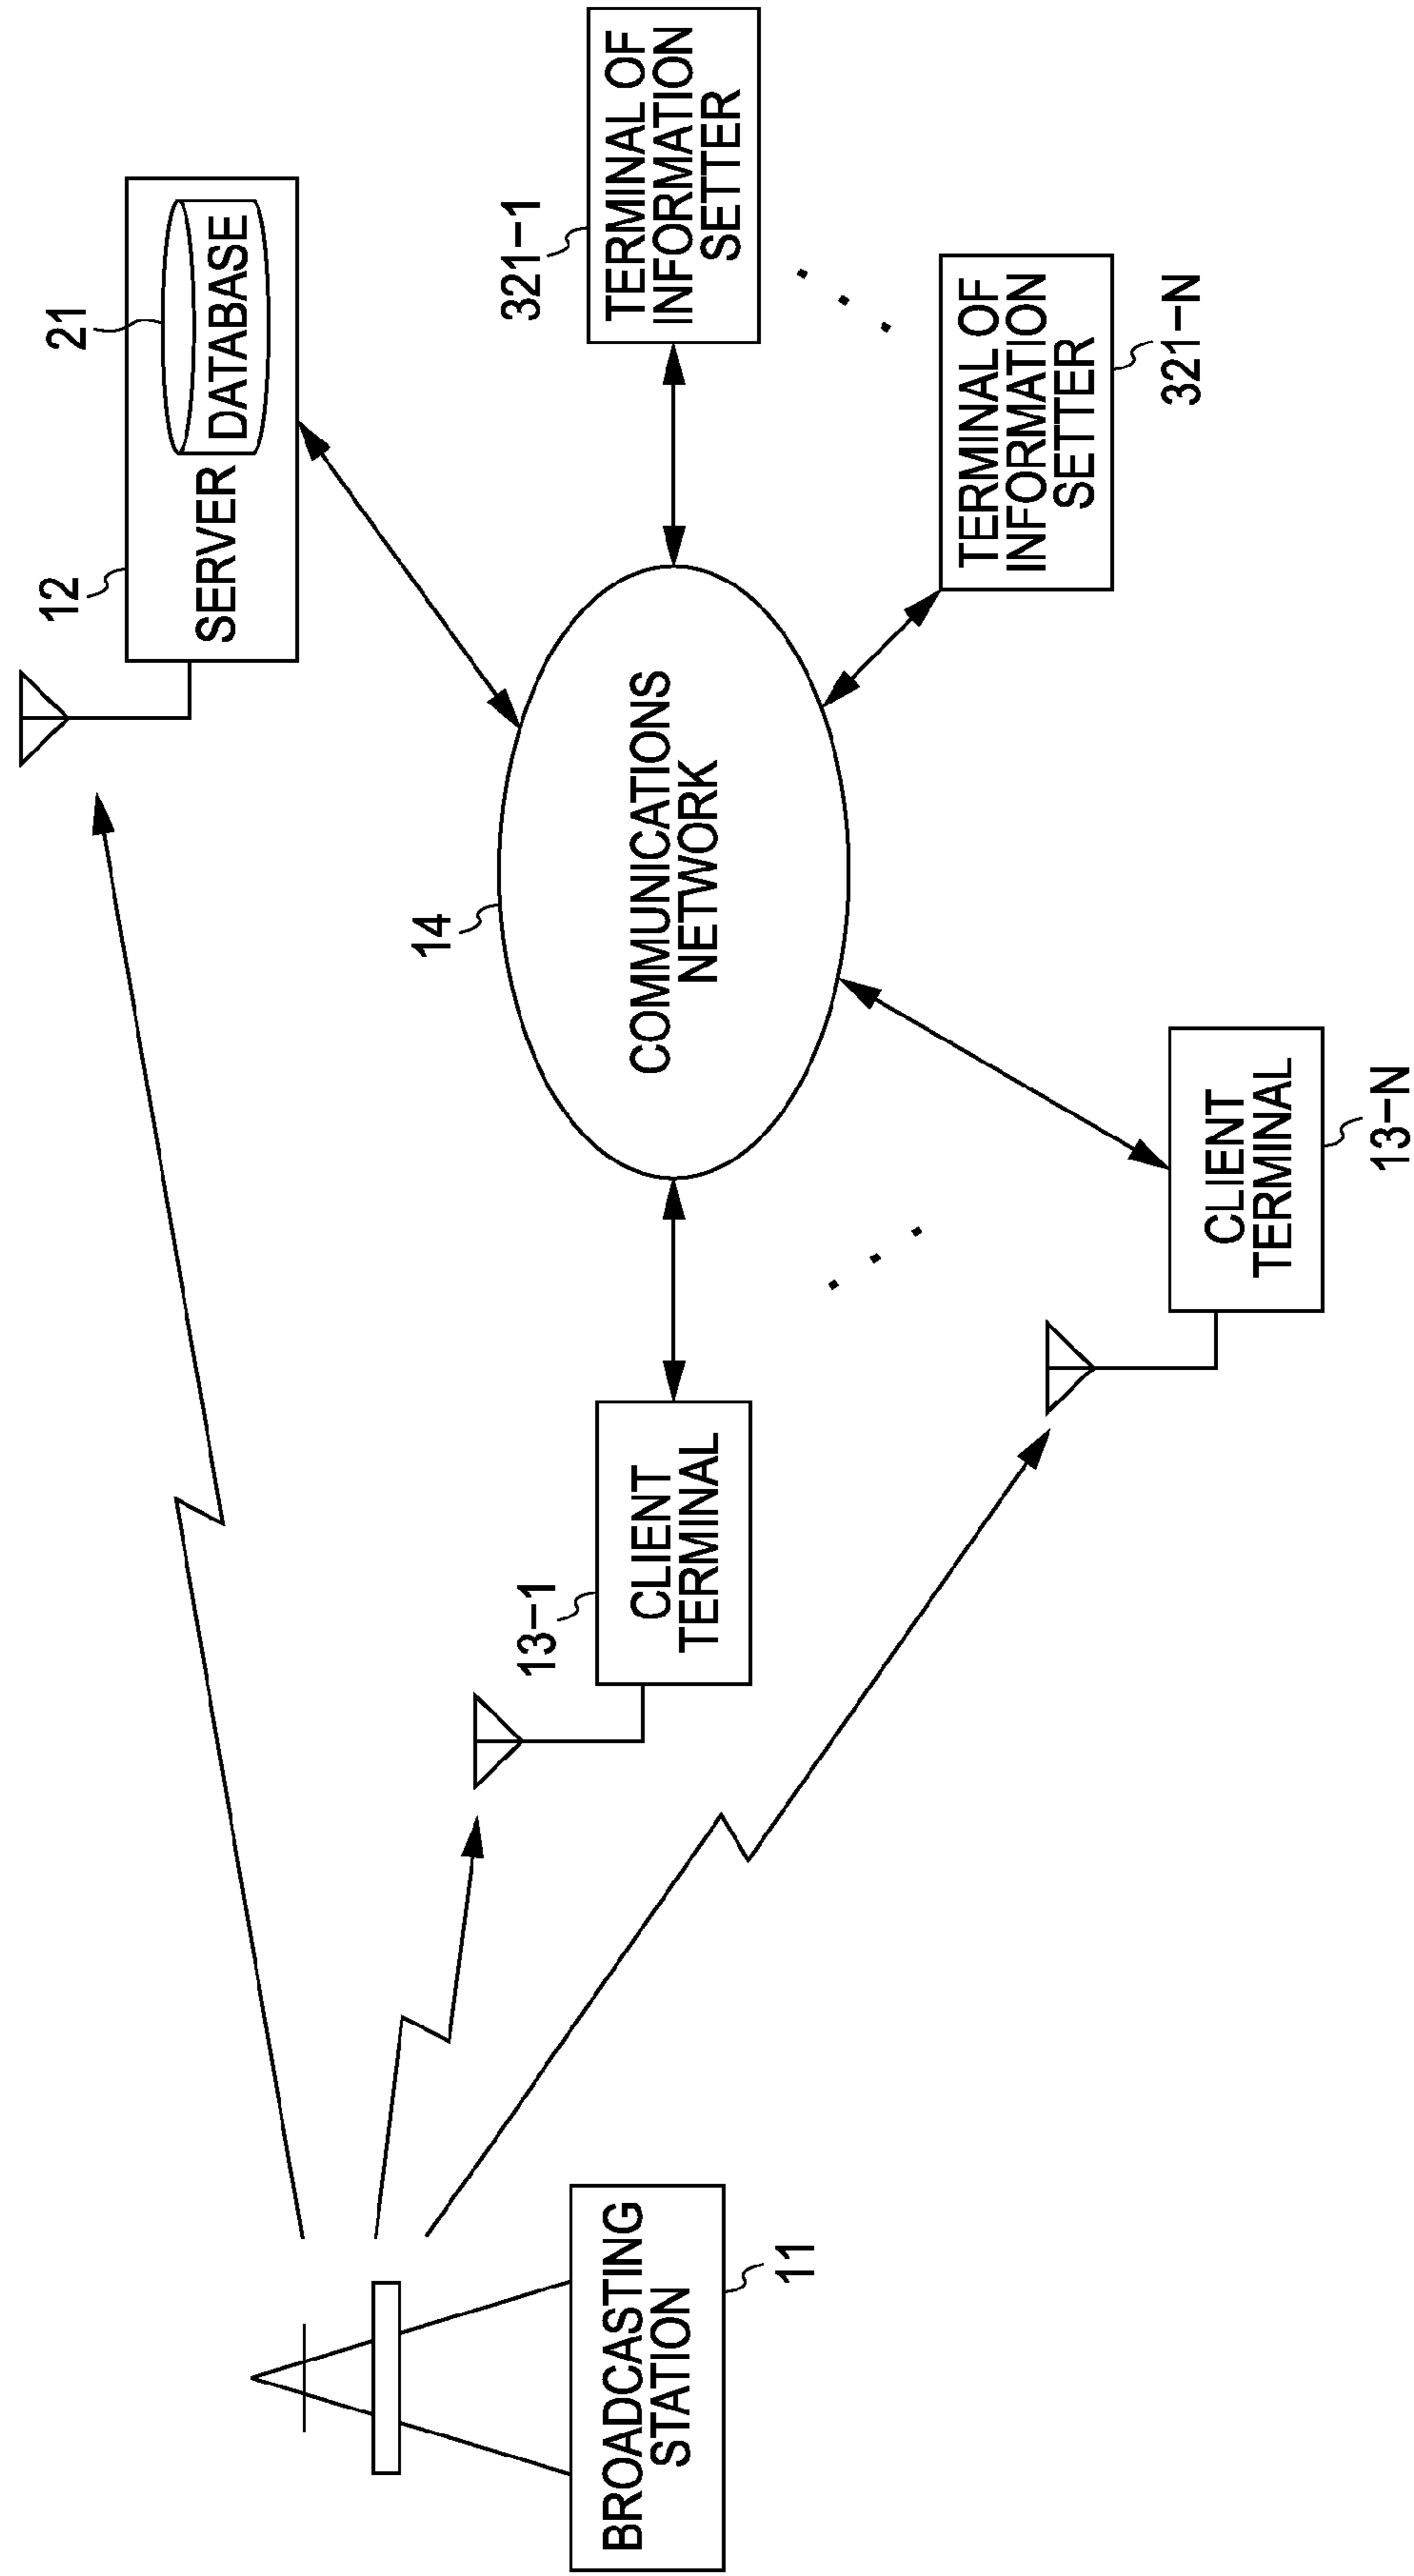 12
21
SERVER
DATABASE
14
COMMUNICATIONS
NETWORK
321-1
TERMINAL OF
INFORMATION
SETTER
TERMINAL OF
INFORMATION
SETTER
321-N
13-1
CLIENT
TERMINAL
CLIENT
TERMINAL
13-N
BROADCASTING
STATION
11